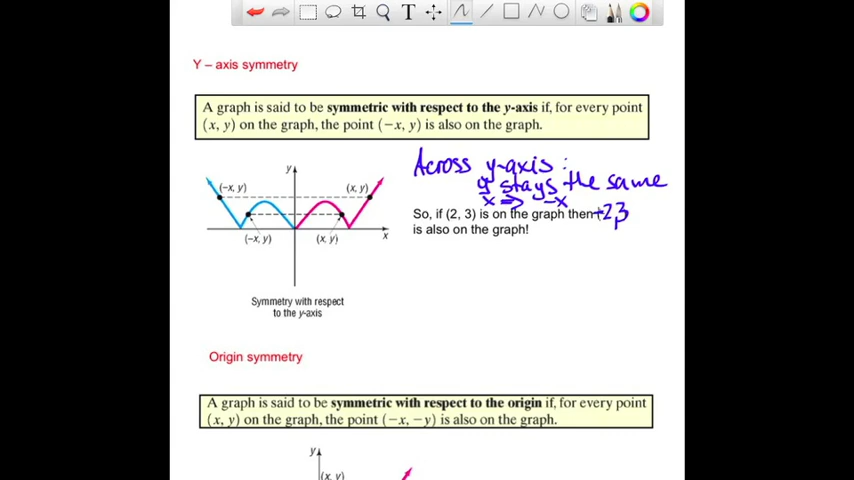 T
Y – axis symmetry
A graph is said to be symmetric with respect to the y-axis if, for every point
(x, y) on the graph, the point (−x, y) is also on the graph.
Across y-axis :
y stays the same
x ⇒ -x
y
(−x, y)
(x, y)
So, if (2, 3) is on the graph then (-2,3)
is also on the graph!
(−x, y)
(x, y)
x
Symmetry with respect
to the y-axis
Origin symmetry
A graph is said to be symmetric with respect to the origin if, for every point
(x, y) on the graph, the point (−x, −y) is also on the graph.
y
(x, y)